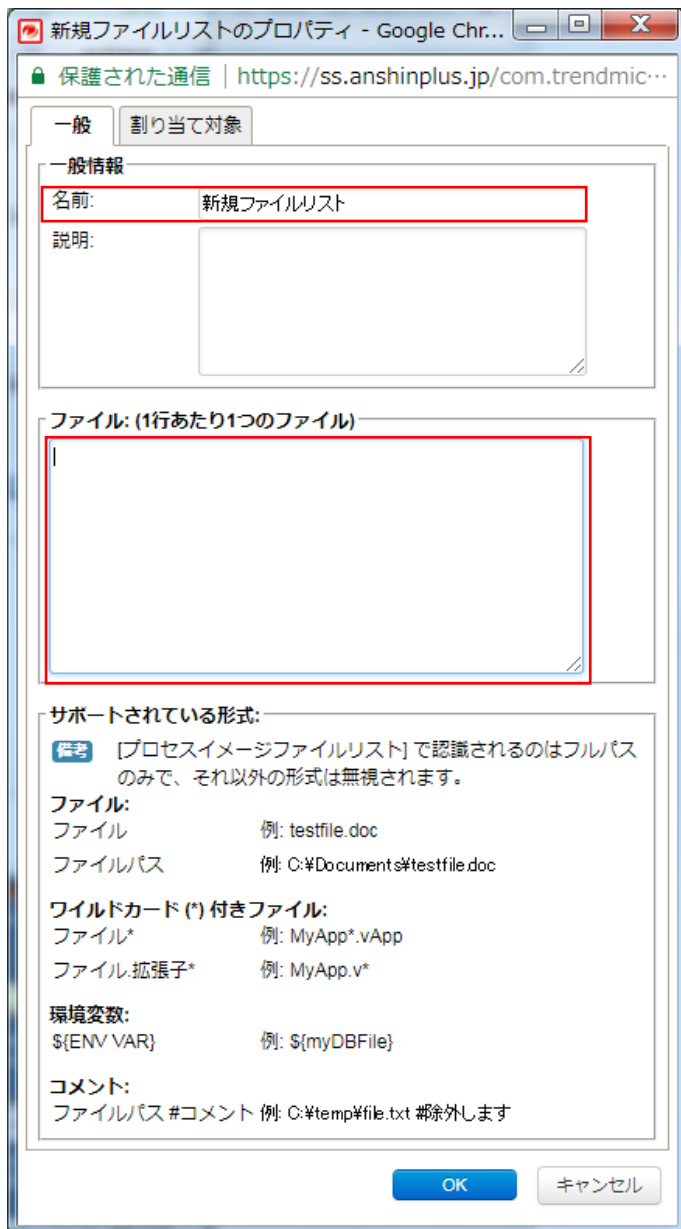 新規ファイルリストのプロパティ - Google Chr...
保護された通信 | https://ss.anshinplus.jp/com.trendmic…
一般 割り当て対象
一般情報
名前: 新規ファイルリスト
説明:
ファイル: (1行あたり1つのファイル)
サポートされている形式:
備考 [プロセスイメージファイルリスト] で認識されるのはフルパス
のみで、それ以外の形式は無視されます。
ファイル:
ファイル 例: testfile.doc
ファイルパス 例: C:¥Documents¥testfile.doc
ワイルドカード (*) 付きファイル:
ファイル* 例: MyApp*.vApp
ファイル.拡張子* 例: MyApp.v*
環境変数:
${ENV VAR} 例: ${myDBFile}
コメント:
ファイルパス #コメント 例: C:¥temp¥file.txt #除外します
OK キャンセル